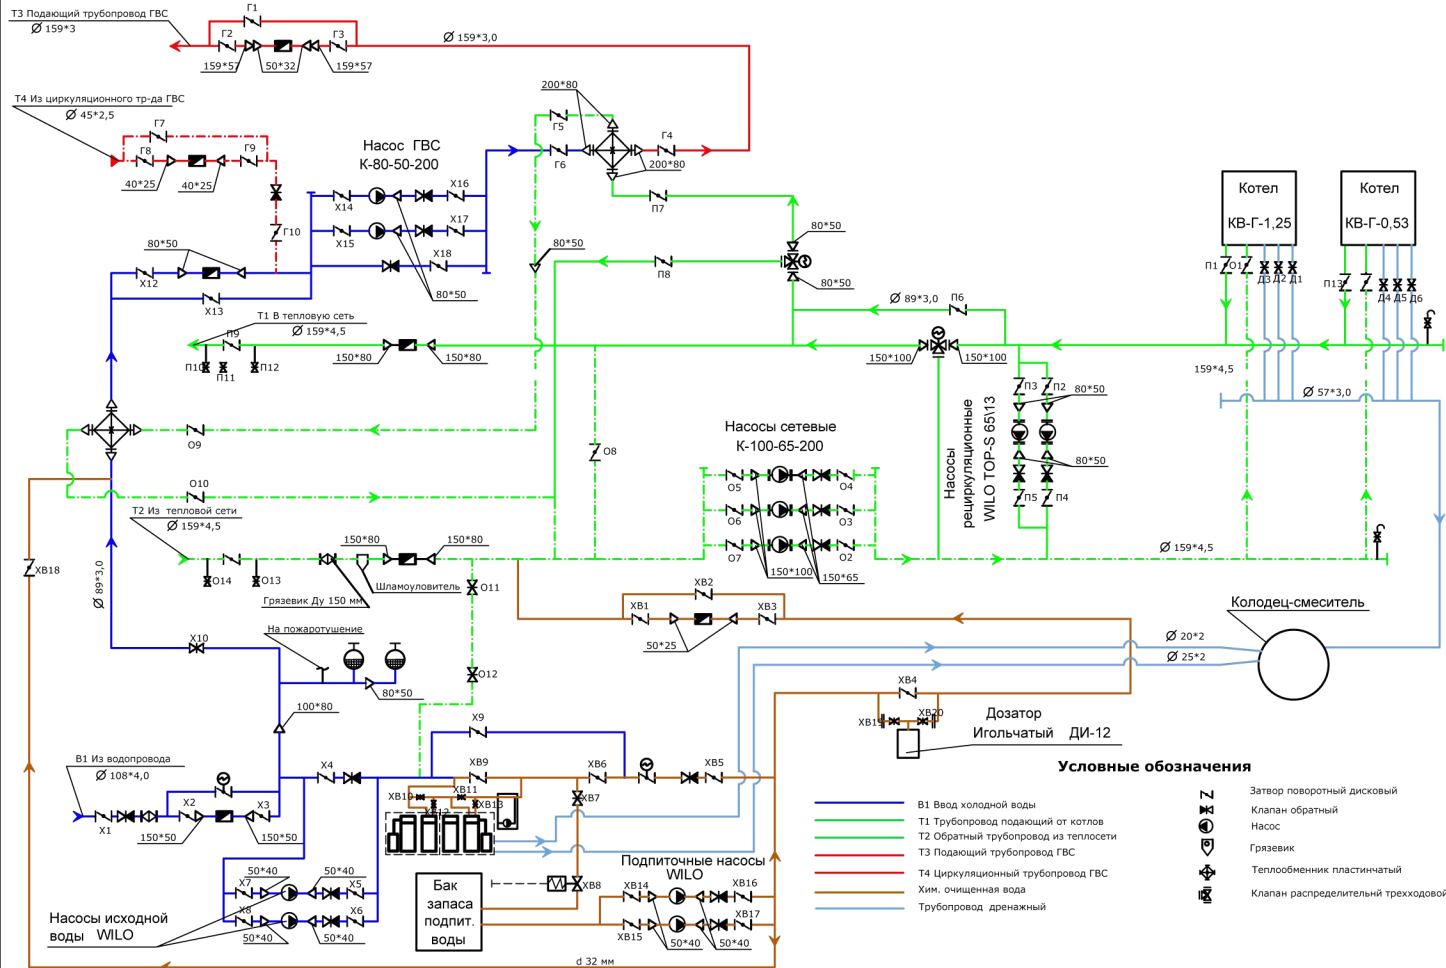 Т3 Подающий трубопровод ГВС
Ø 159*3
Г1
Г2
Г3
159*57
50*32
159*57
Ø 159*3,0
Т4 Из циркуляционного тр-да ГВС
Ø 45*2,5
Г7
Г8
Г9
40*25
40*25
Г10
Насос ГВС
К-80-50-200
Х14
Х16
Х15
Х17
Х18
80*50
200*80
Г5
Г6
Г4
200*80
П7
80*50
80*50
80*50
П8
80*50
Х12
Х13
Т1 В тепловую сеть
Ø 159*4,5
П9
П10
П11
П12
150*80
150*80
Ø 89*3,0
П6
150*100
150*100
Котел
КВ-Г-1,25
Котел
КВ-Г-0,53
П1
О1
Д3
Д2
Д1
П13
Д4
Д5
Д6
159*4,5
Ø 57*3,0
П3
П2
80*50
80*50
П5
П4
Насосы
рециркуляционные
WILO TOP-S 65\13
Насосы сетевые
К-100-65-200
О5
О4
О6
О3
О7
О2
150*100
150*65
О9
О8
О10
Т2 Из тепловой сети
Ø 159*4,5
О14
О13
150*80
150*80
Шламоуловитель
Грязевик Ду 150 мм
О11
О12
Ø 159*4,5
ХВ18
Ø 89*3,0
ХВ2
ХВ1
ХВ3
50*25
Колодец-смеситель
Ø 20*2
Ø 25*2
Х10
На пожаротушение
80*50
100*80
ХВ4
ХВ19
ХВ20
Дозатор
Игольчатый ДИ-12
В1 Из водопровода
Ø 108*4,0
Х1
Х2
Х3
150*50
150*50
Х4
Х9
ХВ9
ХВ6
ХВ5
ХВ10
ХВ11
ХВ12
ХВ13
ХВ7
ХВ8
Х7
50*40
50*40
Х5
Х8
Х6
50*40
50*40
Насосы исходной
воды WILO
Бак
запаса
подпит.
воды
Подпиточные насосы
WILO
ХВ14
ХВ16
ХВ15
ХВ17
50*40
50*40
d 32 мм
Условные обозначения
В1 Ввод холодной воды
Т1 Трубопровод подающий от котлов
Т2 Обратный трубопровод из теплосети
Т3 Подающий трубопровод ГВС
Т4 Циркуляционный трубопровод ГВС
Хим. очищенная вода
Трубопровод дренажный
Затвор поворотный дисковый
Клапан обратный
Насос
Грязевик
Теплообменник пластинчатый
Клапан распределительнй трехходовой